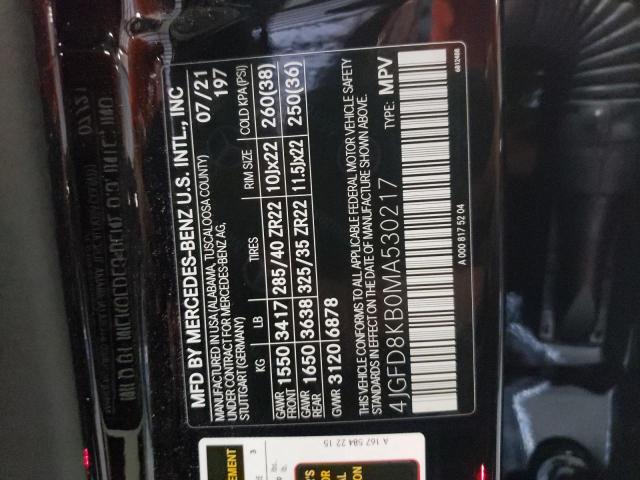 MFD BY MERCEDES-BENZ U.S. INTL., INC
MANUFACTURED IN USA (ALABAMA, TUSCALOOSA COUNTY) 07/21
UNDER CONTRACT FOR MERCEDES-BENZ AG, 197
STUTTGART (GERMANY)
KG LB TIRES RIM SIZE COLD KPA(PSI)
GAWR FRONT 1550 3417 285/40 ZR22 10Jx22 260(38)
GAWR REAR 1650 3638 325/35 ZR22 11.5Jx22 250(36)
GVWR 3120 6878
THIS VEHICLE CONFORMS TO ALL APPLICABLE FEDERAL MOTOR VEHICLE SAFETY
STANDARDS IN EFFECT ON THE DATE OF MANUFACTURE SHOWN ABOVE.
4JGFD8KB0MA530217 TYPE: MPV
A 000 817 52 04 6812488
A 167 584 22 15